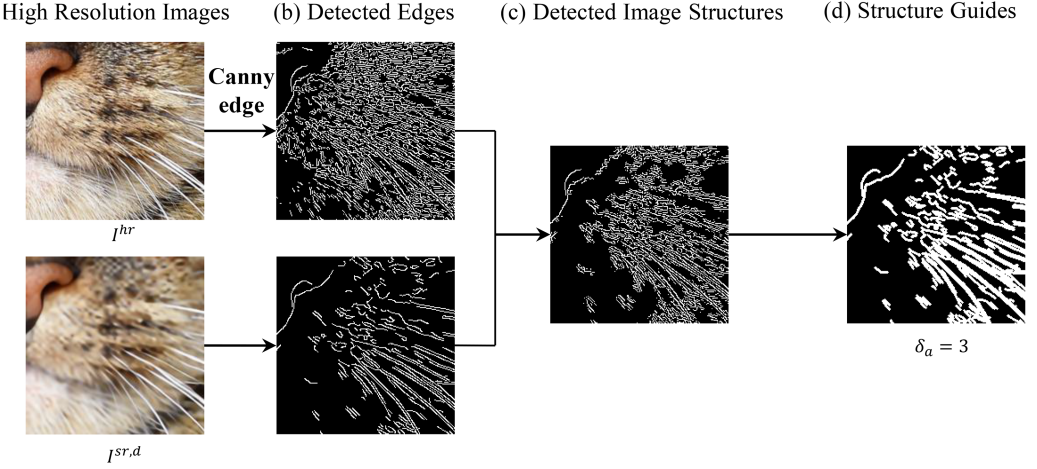 High Resolution Images
(b) Detected Edges
(c) Detected Image Structures
(d) Structure Guides
Canny
edge
I^{hr}
I^{sr,d}
δ_a = 3